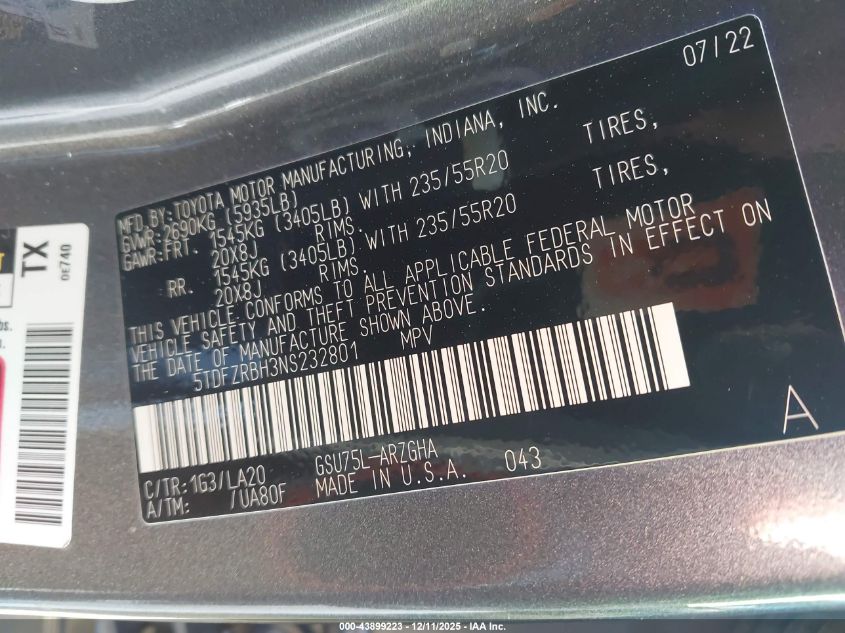 07/22
MFD BY: TOYOTA MOTOR MANUFACTURING, INDIANA, INC.
GVWR: 2690KG (5935LB)
GAWR: FRT. 1545KG (3405LB) WITH 235/55R20 TIRES,
20X8J RIMS.
RR. 1545KG (3405LB) WITH 235/55R20 TIRES,
20X8J RIMS.
THIS VEHICLE CONFORMS TO ALL APPLICABLE FEDERAL MOTOR
VEHICLE SAFETY AND THEFT PREVENTION STANDARDS IN EFFECT ON
THE DATE OF MANUFACTURE SHOWN ABOVE.
5TDFZRBH3NS232801 MPV
C/TR: 1G3/LA20 GSU75L-ARZGHA
A/TM: /UA80F MADE IN U.S.A. 043
A
TX
0E740
000-43899223 - 12/11/2025 - IAA Inc.